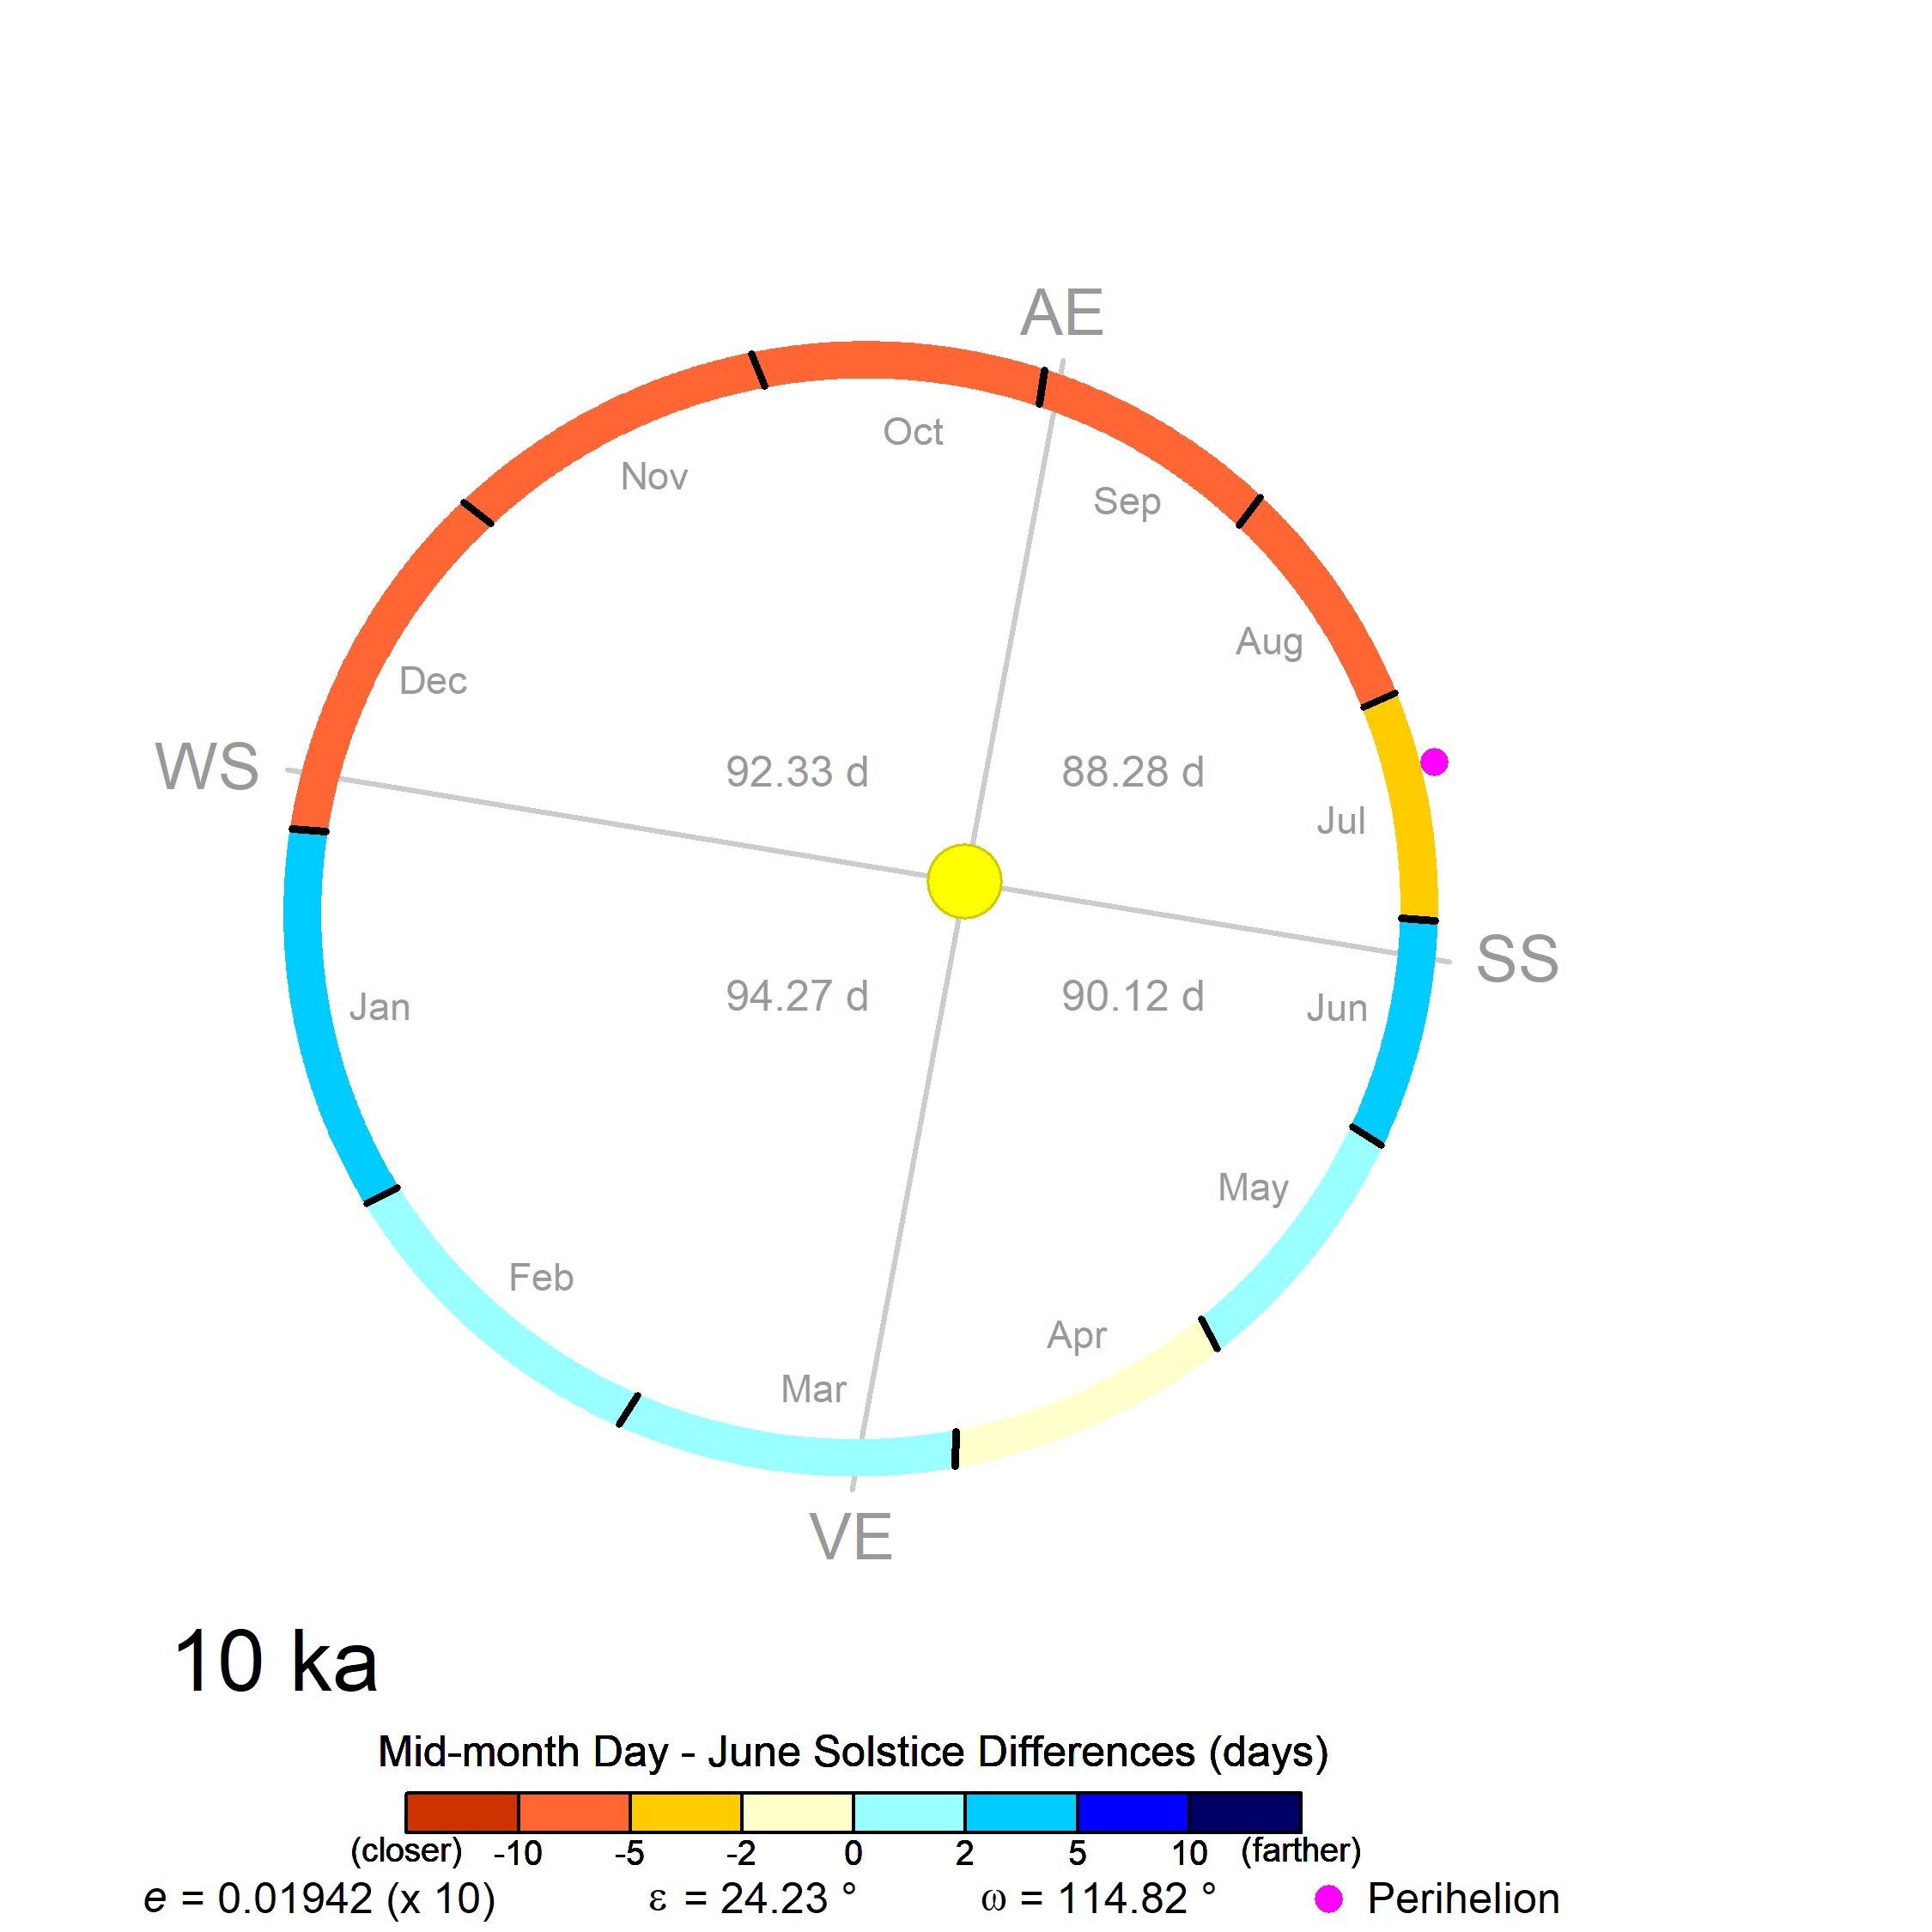 AE
Oct
Nov
Sep
Aug
Dec
WS
92.33 d
88.28 d
Jul
SS
94.27 d
90.12 d
Jan
Jun
May
Feb
Apr
Mar
VE
10 ka
Mid-month Day - June Solstice Differences (days)
(closer) -10 -5 -2 0 2 5 10 (farther)
e = 0.01942 (x 10) ε = 24.23 ° ω = 114.82 ° Perihelion